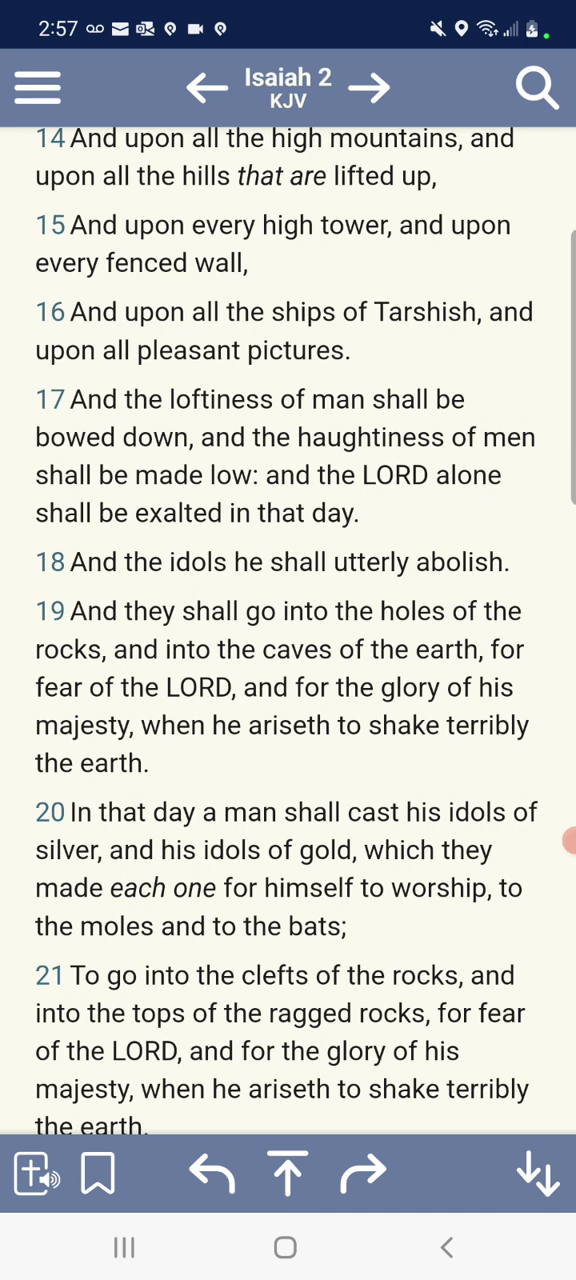 2:57
Isaiah 2
KJV
14 And upon all the high mountains, and
upon all the hills that are lifted up,
15 And upon every high tower, and upon
every fenced wall,
16 And upon all the ships of Tarshish, and
upon all pleasant pictures.
17 And the loftiness of man shall be
bowed down, and the haughtiness of men
shall be made low: and the LORD alone
shall be exalted in that day.
18 And the idols he shall utterly abolish.
19 And they shall go into the holes of the
rocks, and into the caves of the earth, for
fear of the LORD, and for the glory of his
majesty, when he ariseth to shake terribly
the earth.
20 In that day a man shall cast his idols of
silver, and his idols of gold, which they
made each one for himself to worship, to
the moles and to the bats;
21 To go into the clefts of the rocks, and
into the tops of the ragged rocks, for fear
of the LORD, and for the glory of his
majesty, when he ariseth to shake terribly
the earth.